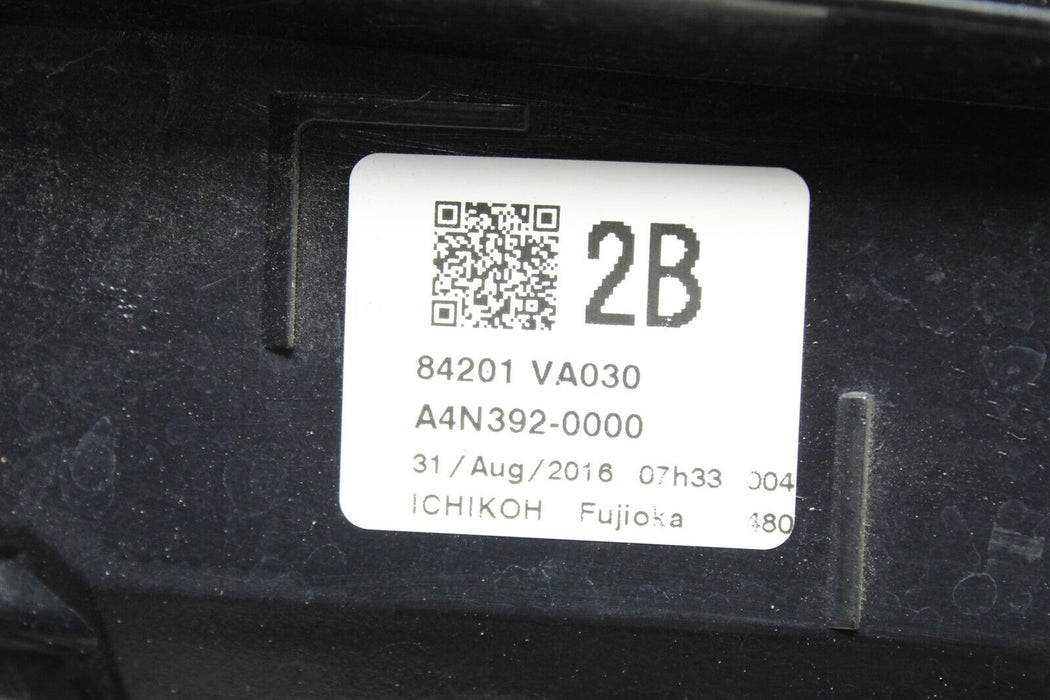 2B
84201 VA030
A4N392-0000
31/Aug/2016 07h33 004
ICHIKOH Fujioka 480